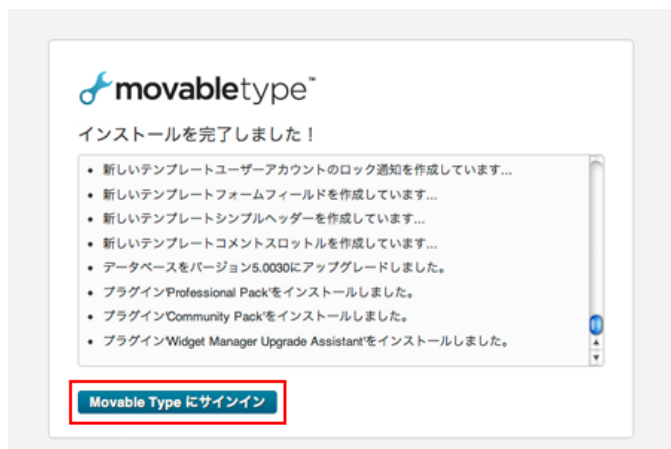 movabletype™
インストールを完了しました！
• 新しいテンプレートユーザーアカウントのロック通知を作成しています...
• 新しいテンプレートフォームフィールドを作成しています...
• 新しいテンプレートシンプルヘッダーを作成しています...
• 新しいテンプレートコメントスロットルを作成しています...
• データベースをバージョン5.0030にアップグレードしました。
• プラグイン'Professional Pack'をインストールしました。
• プラグイン'Community Pack'をインストールしました。
• プラグイン'Widget Manager Upgrade Assistant'をインストールしました。
Movable Type にサインイン